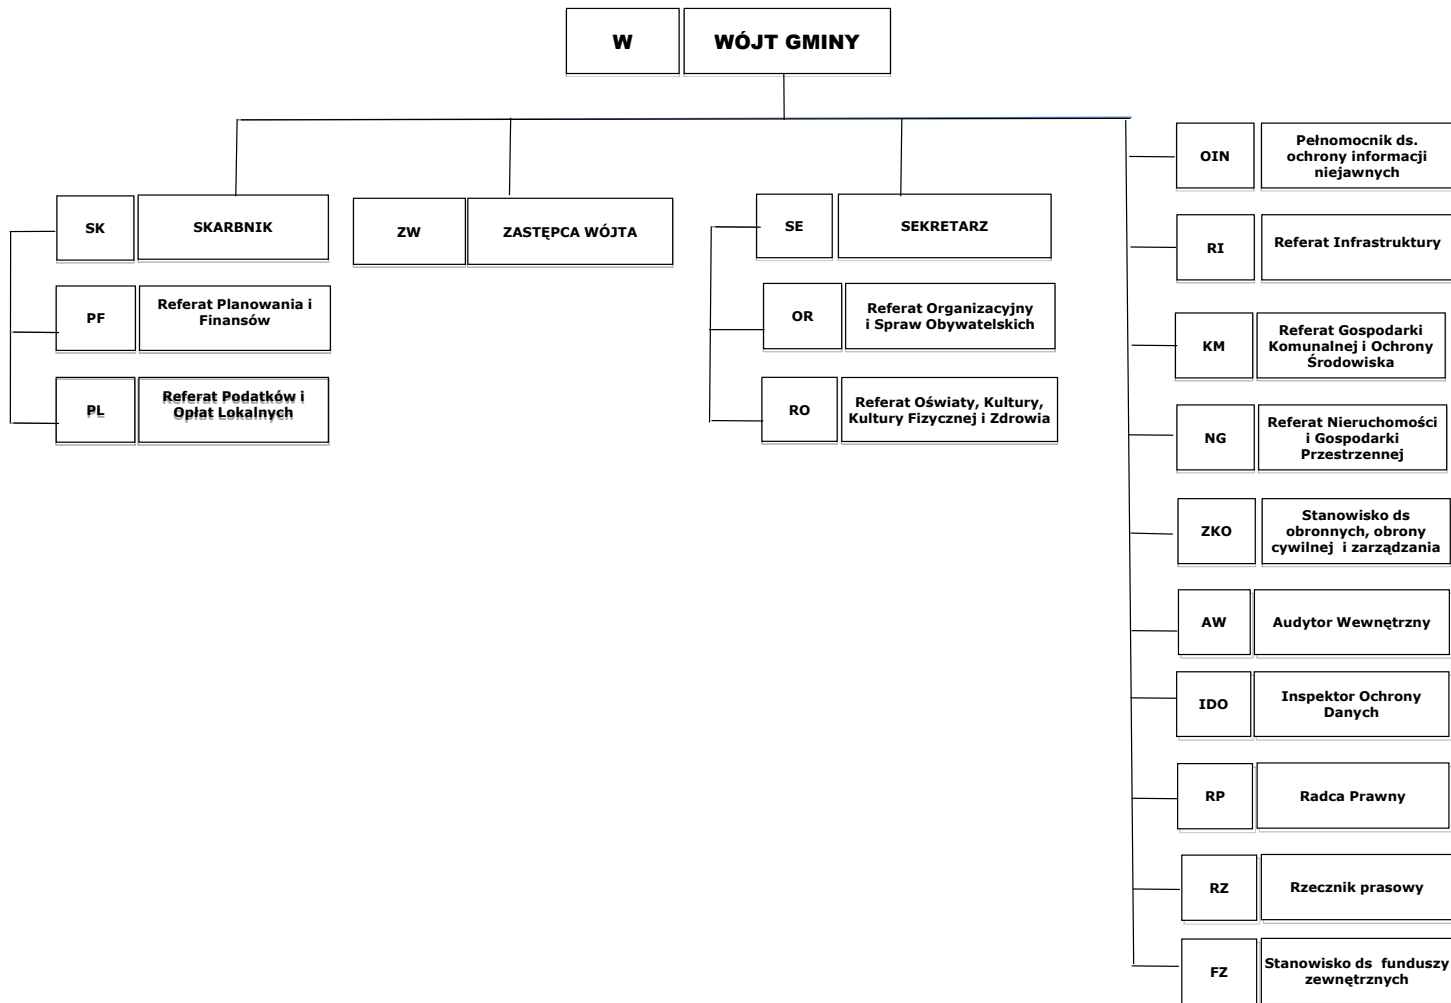 W
WÓJT GMINY
SK
SKARBNIK
PF
Referat Planowania i
Finansów
PL
Referat Podatków i
Opłat Lokalnych
ZW
ZASTĘPCA WÓJTA
SE
SEKRETARZ
OR
Referat Organizacyjny
i Spraw Obywatelskich
RO
Referat Oświaty, Kultury,
Kultury Fizycznej i Zdrowia
OIN
Pełnomocnik ds.
ochrony informacji
niejawnych
RI
Referat Infrastruktury
KM
Referat Gospodarki
Komunalnej i Ochrony
Środowiska
NG
Referat Nieruchomości
i Gospodarki
Przestrzennej
ZKO
Stanowisko ds
obronnych, obrony
cywilnej i zarządzania
AW
Audytor Wewnętrzny
IDO
Inspektor Ochrony
Danych
RP
Radca Prawny
RZ
Rzecznik prasowy
FZ
Stanowisko ds funduszy
zewnętrznych